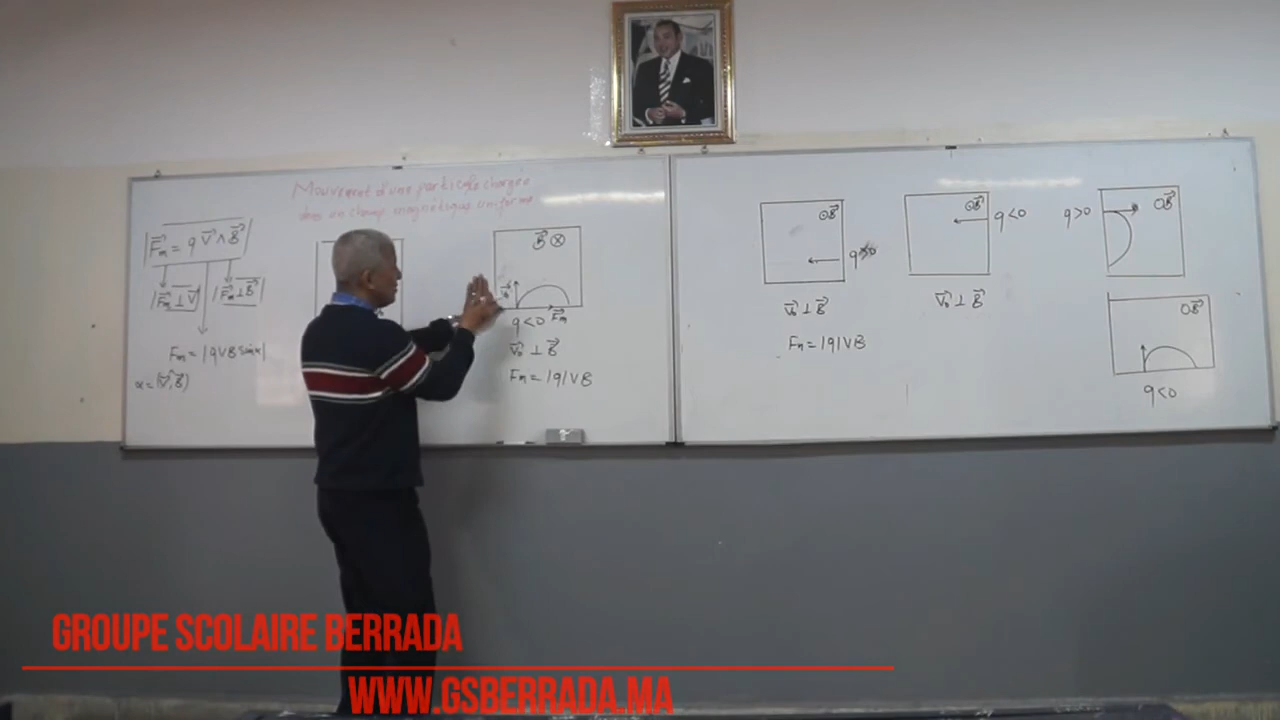 Mouvement d'une particule chargée
dans un champ magnétique uniforme
F⃗m = q V⃗ ∧ B⃗
F⃗m ⊥ V⃗
F⃗m ⊥ B⃗
Fm = |qVB sinα|
α = (V⃗, B⃗)
B⃗ ⊗
F⃗m
q < 0
V⃗₀ ⊥ B⃗
Fm = |q|VB
⊙B⃗
V⃗₀ ⊥ B⃗
Fm = |q|VB
⊙B⃗
q < 0
V⃗₀ ⊥ B⃗
q > 0
⊙B⃗
⊙B⃗
q < 0
GROUPE SCOLAIRE BERRADA
WWW.GSBERRADA.MA